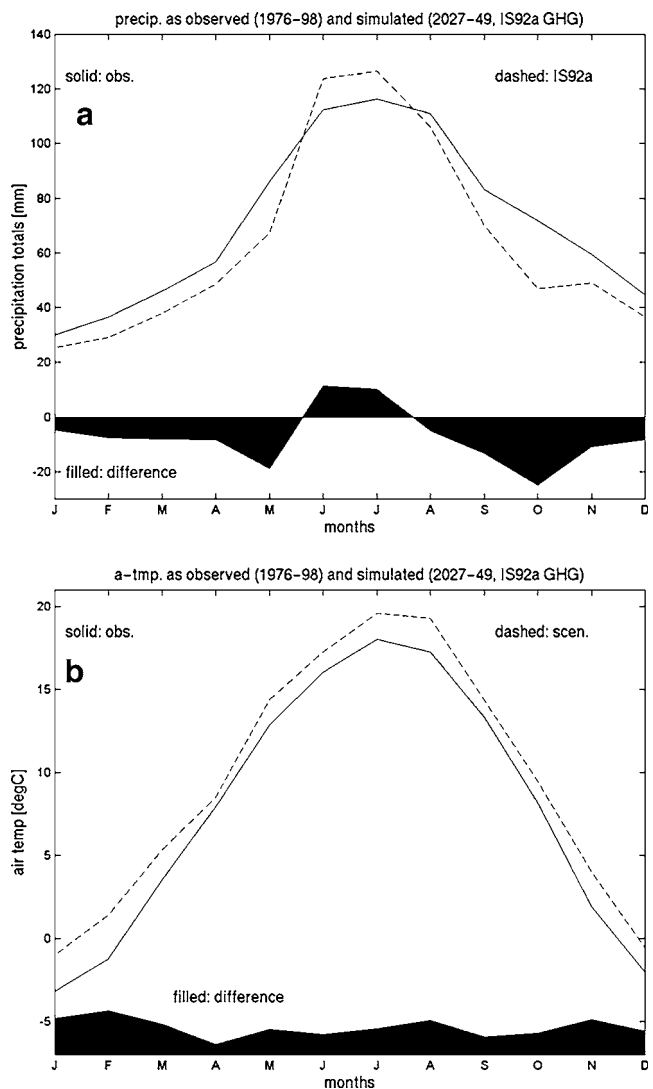 precip. as observed (1976-98) and simulated (2027-49, IS92a GHG)
140
solid: obs.
dashed: IS92a
120
a
100
80
60
40
20
0
-20
filled: difference
precipitation totals [mm]
J F M A M J J A S O N D
months
a-tmp. as observed (1976-98) and simulated (2027-49, IS92a GHG)
20
solid: obs.
dashed: scen.
b
15
10
5
0
-5
air temp [degC]
filled: difference
J F M A M J J A S O N D
months